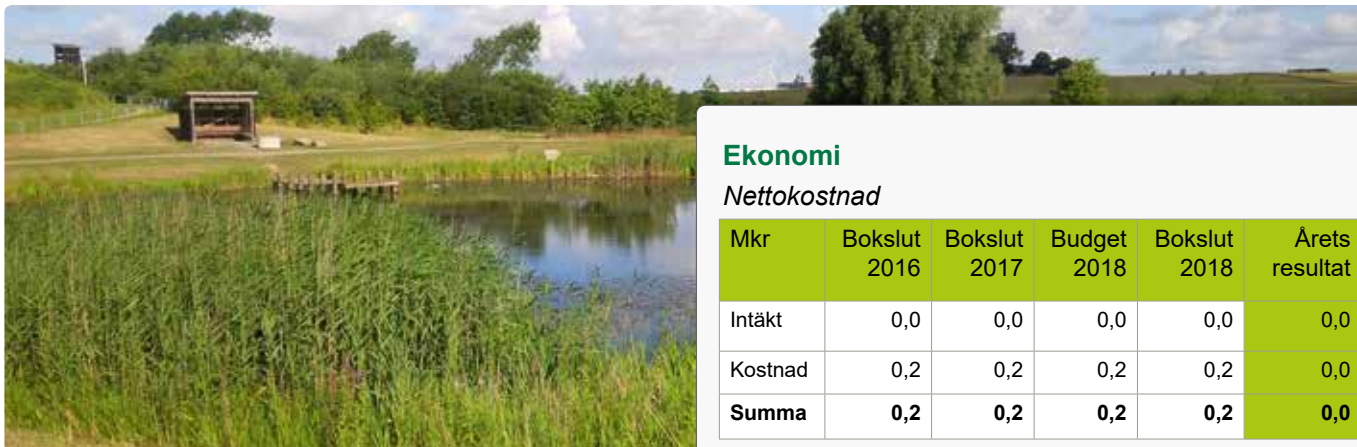 Ekonomi
Nettokostnad
Mkr Bokslut 2016 Bokslut 2017 Budget 2018 Bokslut 2018 Årets resultat
Intäkt 0,0 0,0 0,0 0,0 0,0
Kostnad 0,2 0,2 0,2 0,2 0,0
Summa 0,2 0,2 0,2 0,2 0,0